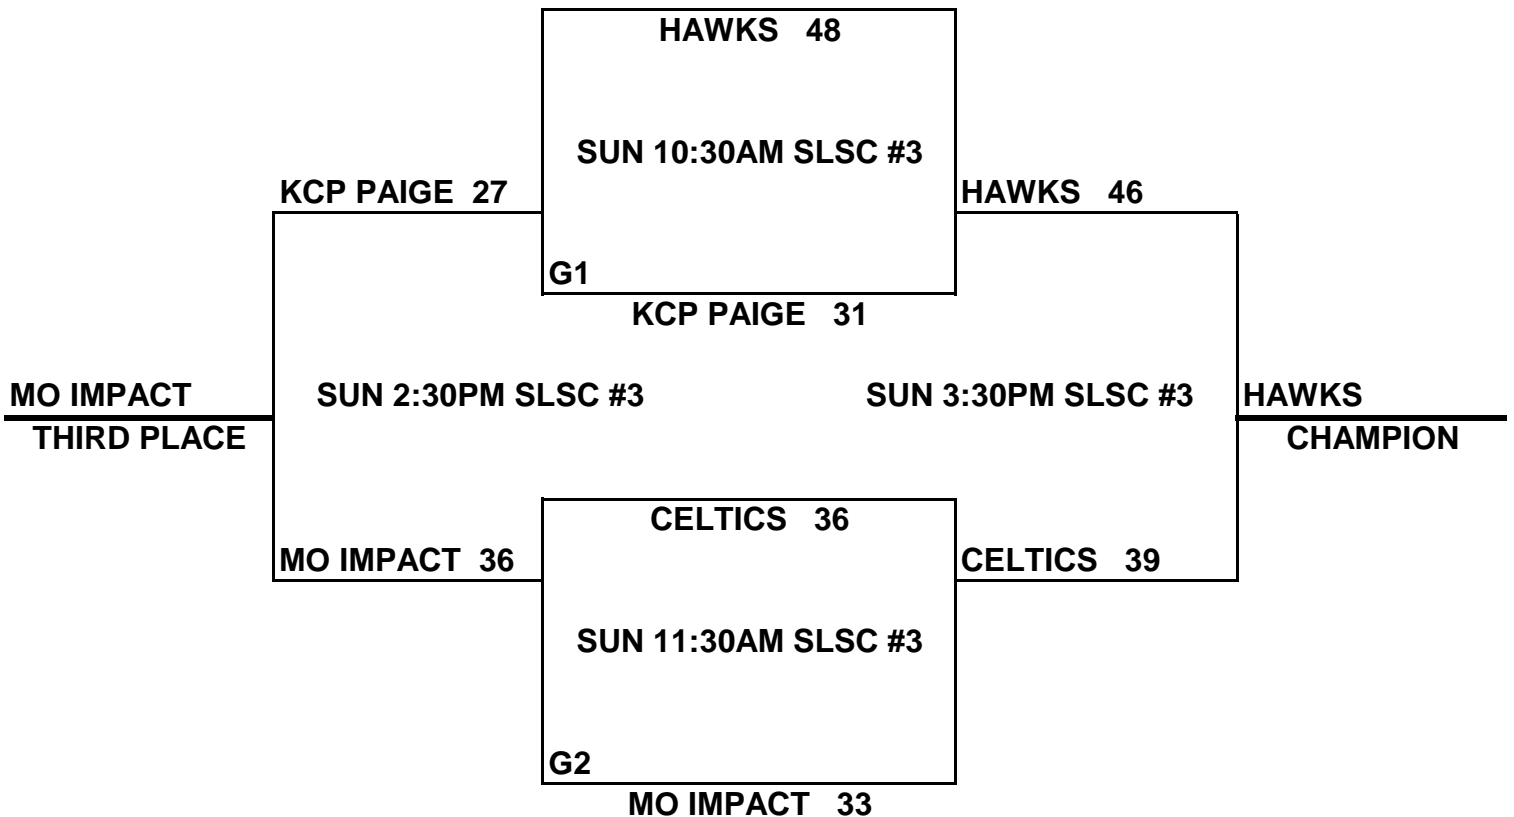 HAWKS 48
SUN 10:30AM SLSC #3
KCP PAIGE 27
HAWKS 46
G1
KCP PAIGE 31
MO IMPACT
SUN 2:30PM SLSC #3
SUN 3:30PM SLSC #3
HAWKS
THIRD PLACE
CHAMPION
CELTICS 36
MO IMPACT 36
CELTICS 39
SUN 11:30AM SLSC #3
G2
MO IMPACT 33